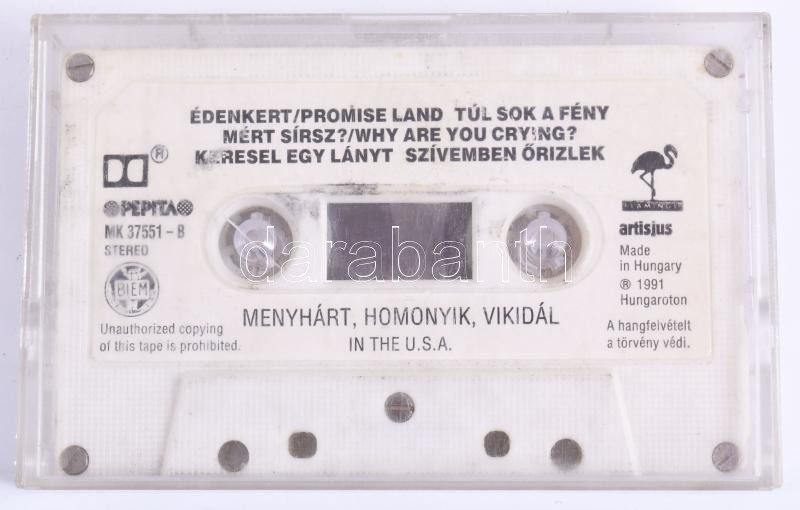 ÉDENKERT/PROMISE LAND TÚL SOK A FÉNY
MÉRT SÍRSZ?/WHY ARE YOU CRYING?
KERESEL EGY LÁNYT SZÍVEMBEN ŐRIZLEK
PEPITA
MK 37551-B
STEREO
BIEM
Unauthorized copying
of this tape is prohibited.
FLAMINGO
artisjus
Made
in Hungary
℗ 1991
Hungaroton
A hangfelvételt
a törvény védi.
darabanth
MENYHÁRT, HOMONYIK, VIKIDÁL
IN THE U.S.A.